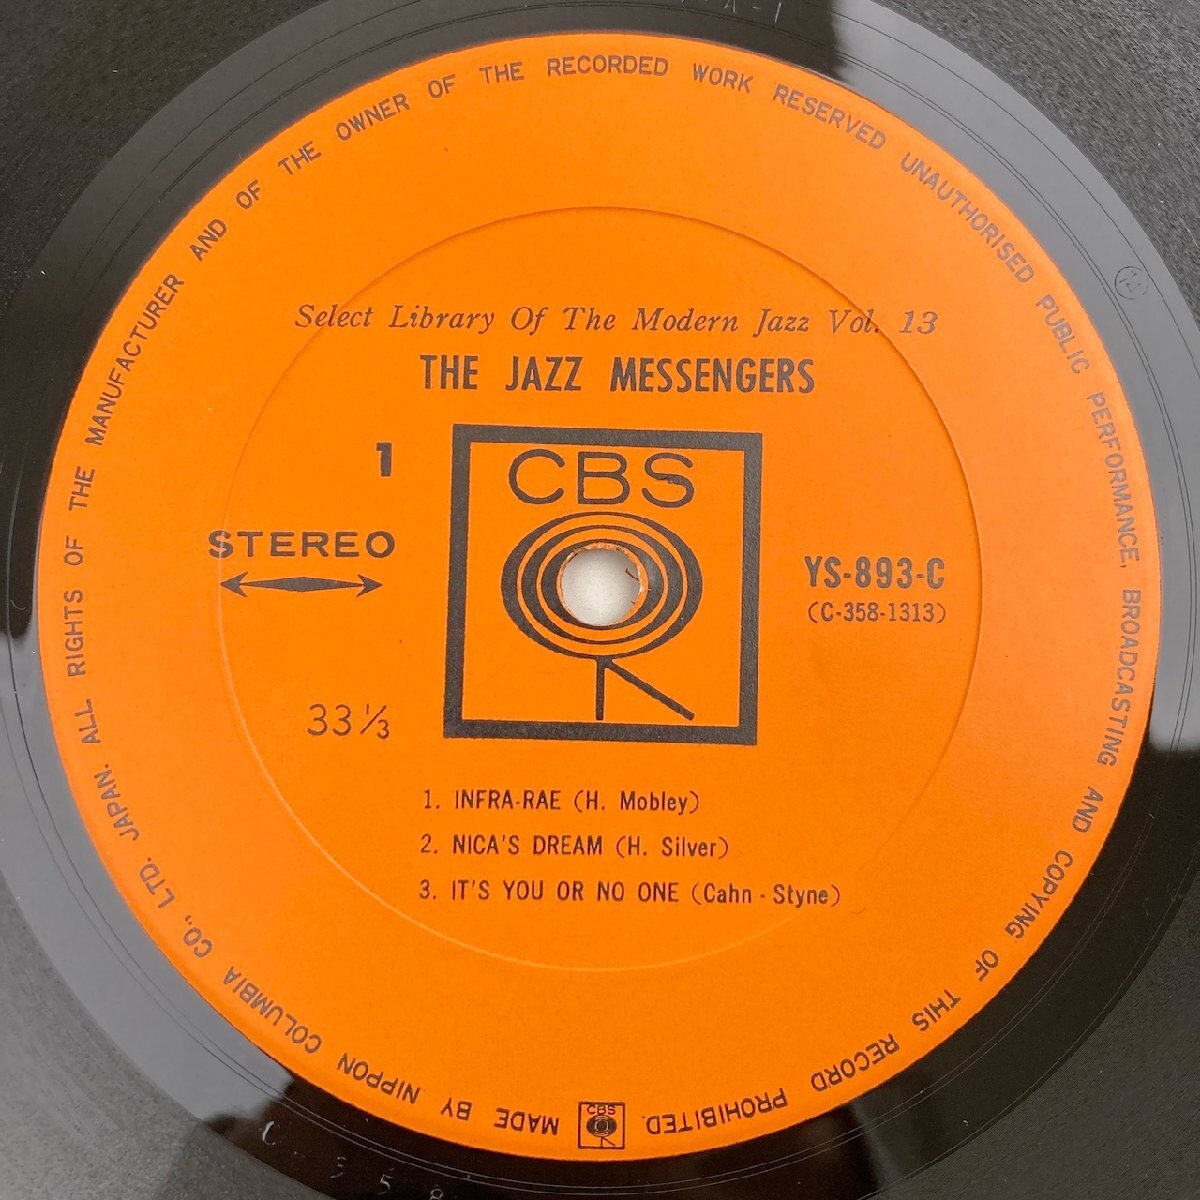 Select Library Of The Modern Jazz Vol. 13
THE JAZZ MESSENGERS
1
CBS
STEREO
YS-893-C
(C-358-1313)
33 1/3
1. INFRA-RAE (H. Mobley)
2. NICA'S DREAM (H. Silver)
3. IT'S YOU OR NO ONE (Cahn - Styne)
MADE BY NIPPON COLUMBIA CO., LTD. JAPAN. ALL RIGHTS OF THE MANUFACTURER AND OF THE OWNER OF THE RECORDED WORK RESERVED UNAUTHORISED PUBLIC PERFORMANCE, BROADCASTING AND COPYING OF THIS RECORD PROHIBITED.
CBS
14